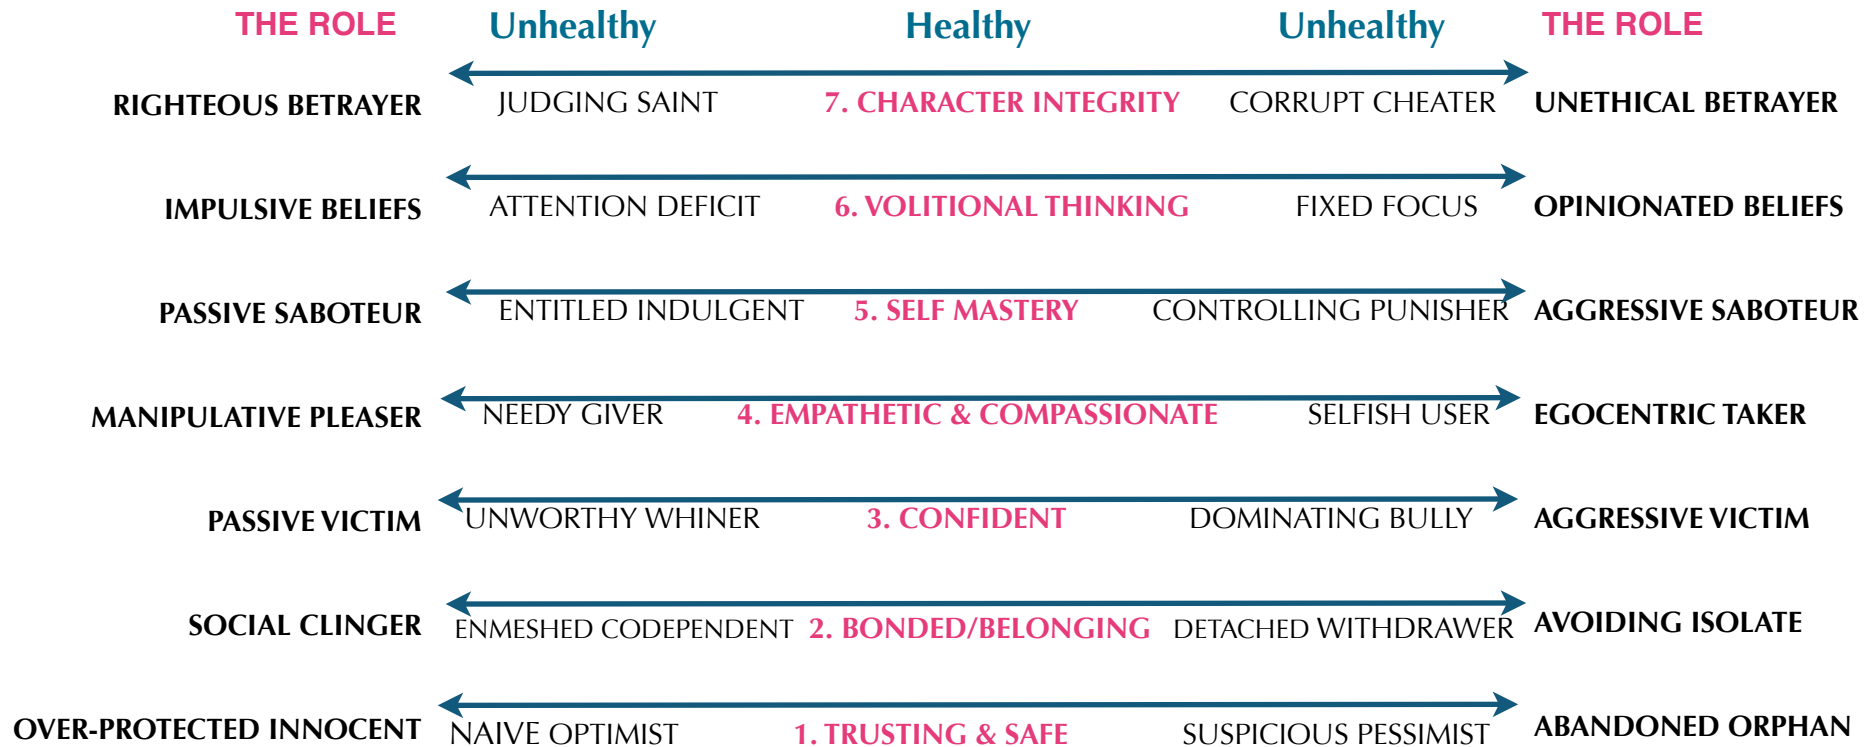 THE ROLE Unhealthy Healthy Unhealthy THE ROLE
RIGHTEOUS BETRAYER JUDGING SAINT 7. CHARACTER INTEGRITY CORRUPT CHEATER UNETHICAL BETRAYER
IMPULSIVE BELIEFS ATTENTION DEFICIT 6. VOLITIONAL THINKING FIXED FOCUS OPINIONATED BELIEFS
PASSIVE SABOTEUR ENTITLED INDULGENT 5. SELF MASTERY CONTROLLING PUNISHER AGGRESSIVE SABOTEUR
MANIPULATIVE PLEASER NEEDY GIVER 4. EMPATHETIC & COMPASSIONATE SELFISH USER EGOCENTRIC TAKER
PASSIVE VICTIM UNWORTHY WHINER 3. CONFIDENT DOMINATING BULLY AGGRESSIVE VICTIM
SOCIAL CLINGER ENMESHED CODEPENDENT 2. BONDED/BELONGING DETACHED WITHDRAWER AVOIDING ISOLATE
OVER-PROTECTED INNOCENT NAIVE OPTIMIST 1. TRUSTING & SAFE SUSPICIOUS PESSIMIST ABANDONED ORPHAN